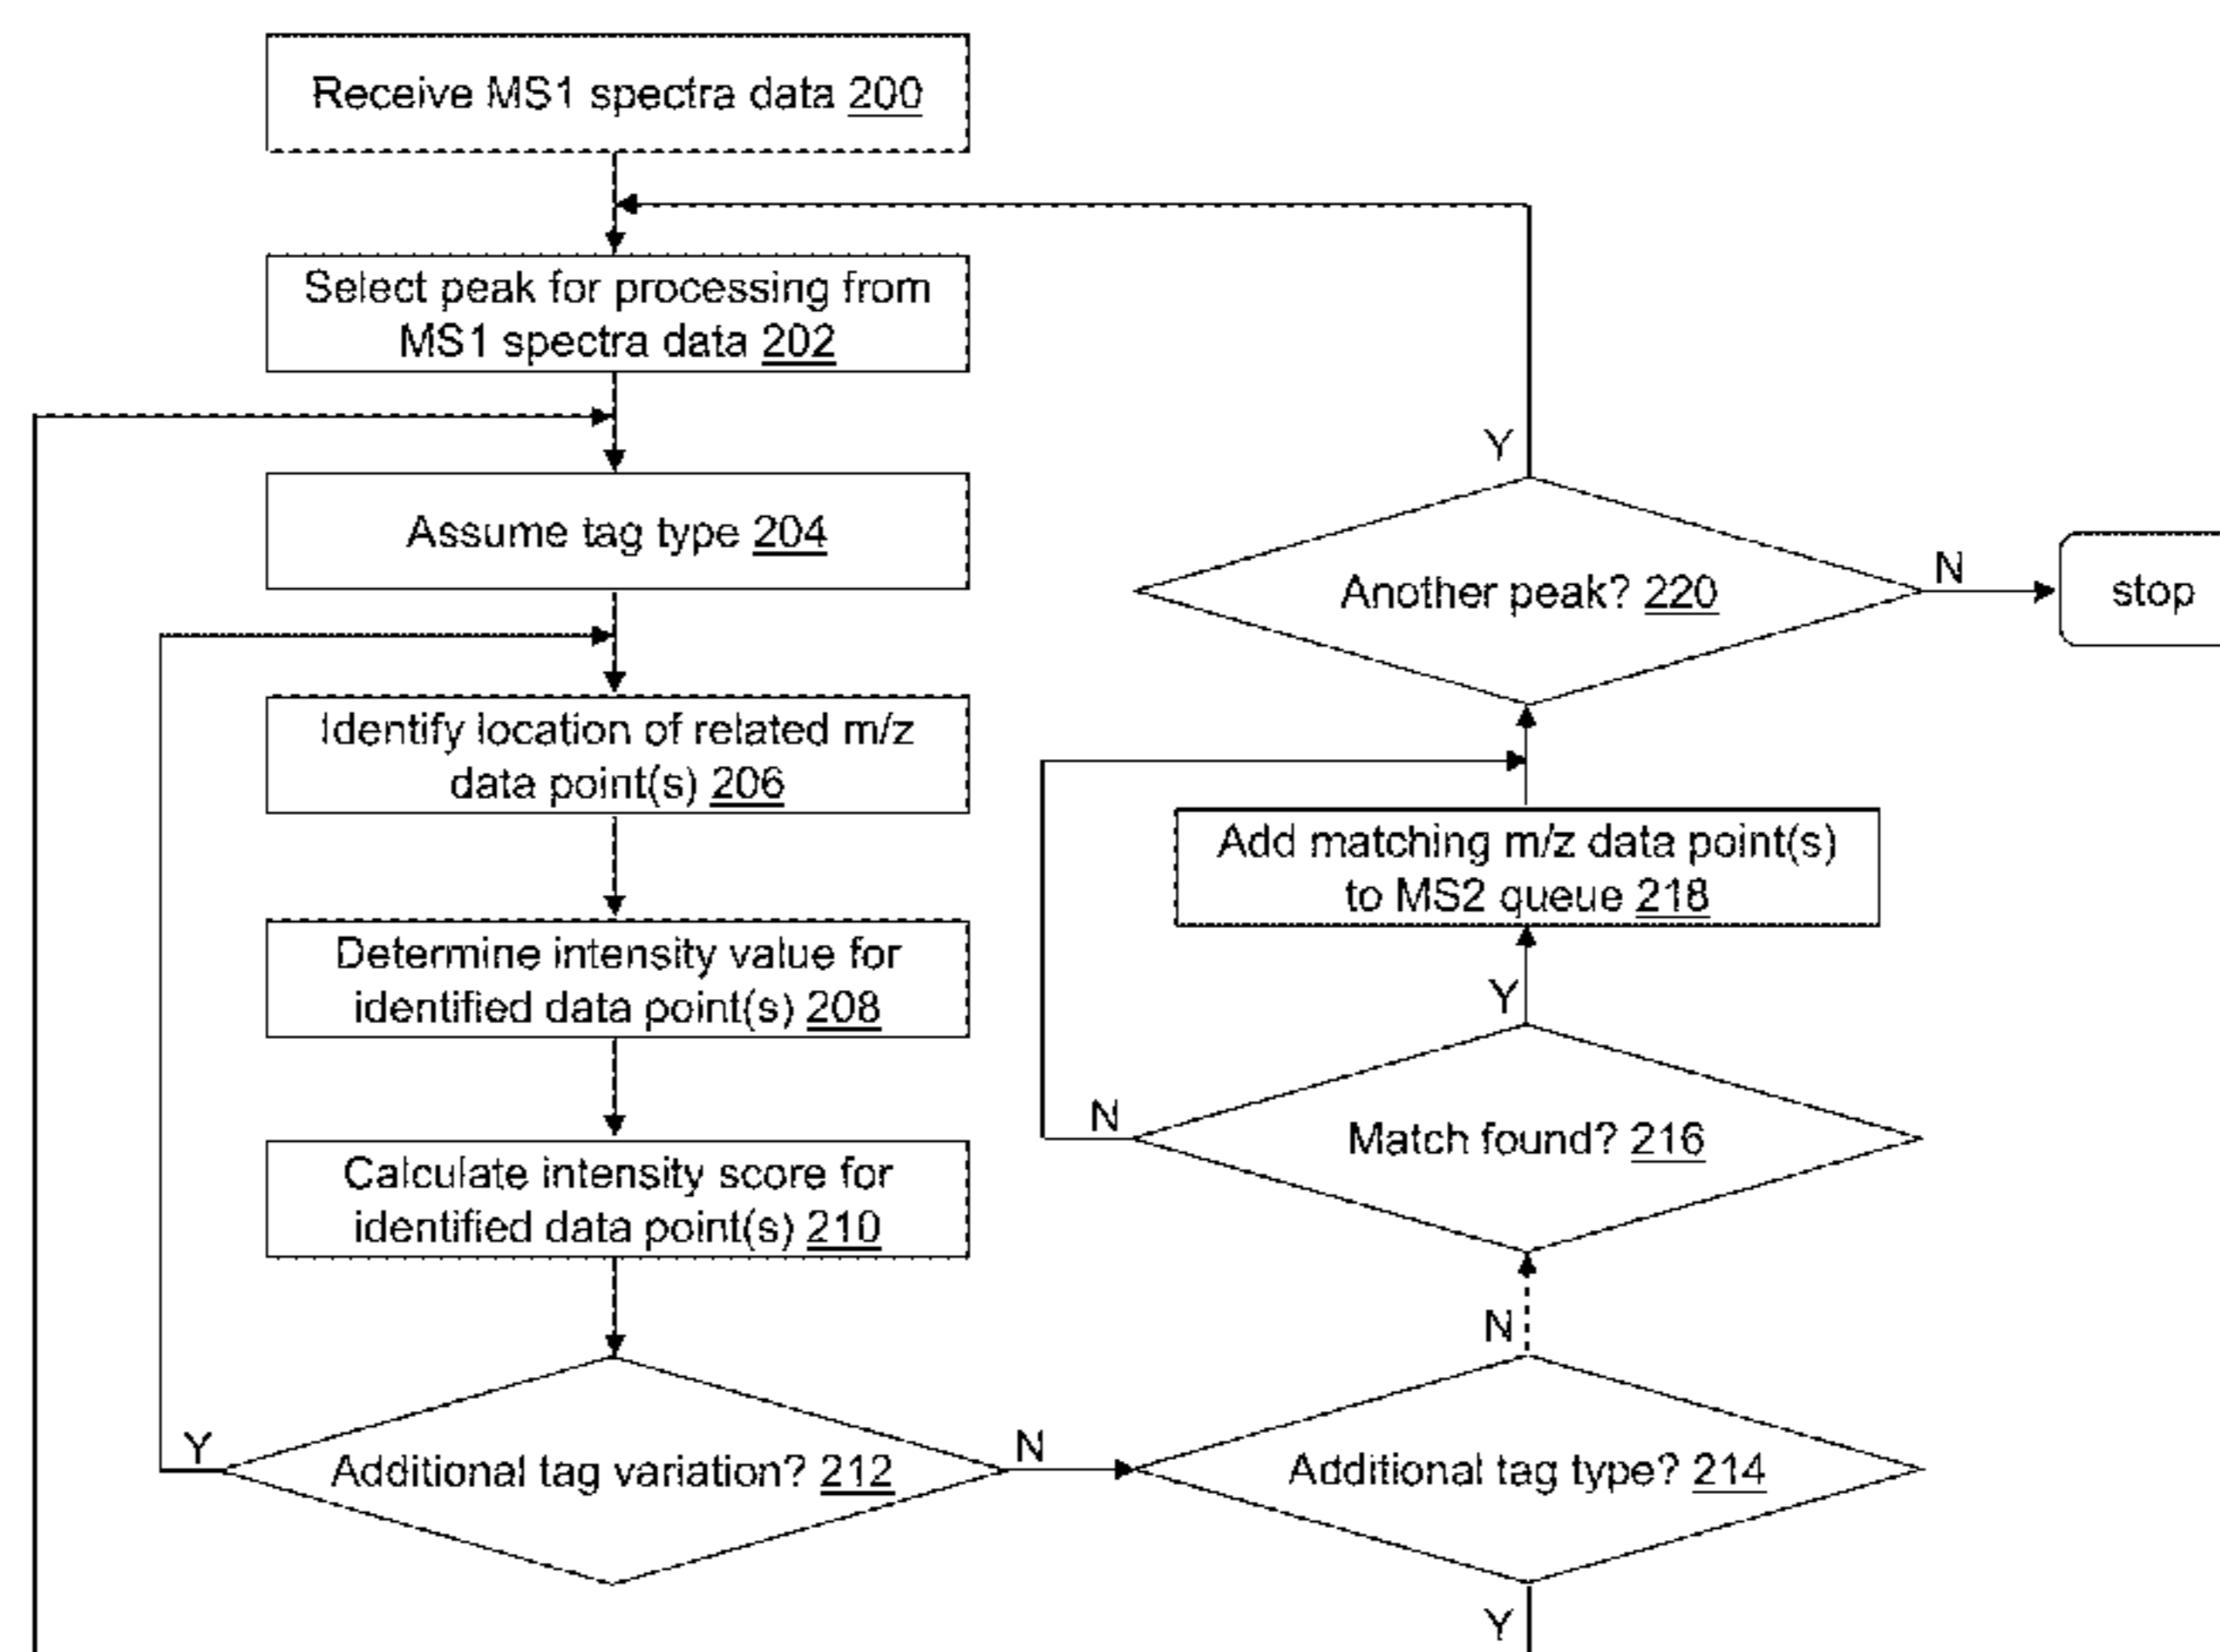 Receive MS1 spectra data 200
Select peak for processing from
MS1 spectra data 202
Assume tag type 204
Identify location of related m/z
data point(s) 206
Determine intensity value for
identified data point(s) 208
Calculate intensity score for
identified data point(s) 210
Additional tag variation? 212
Y
N
Additional tag type? 214
Y
N
Match found? 216
N
Y
Add matching m/z data point(s)
to MS2 queue 218
Another peak? 220
Y
N
stop